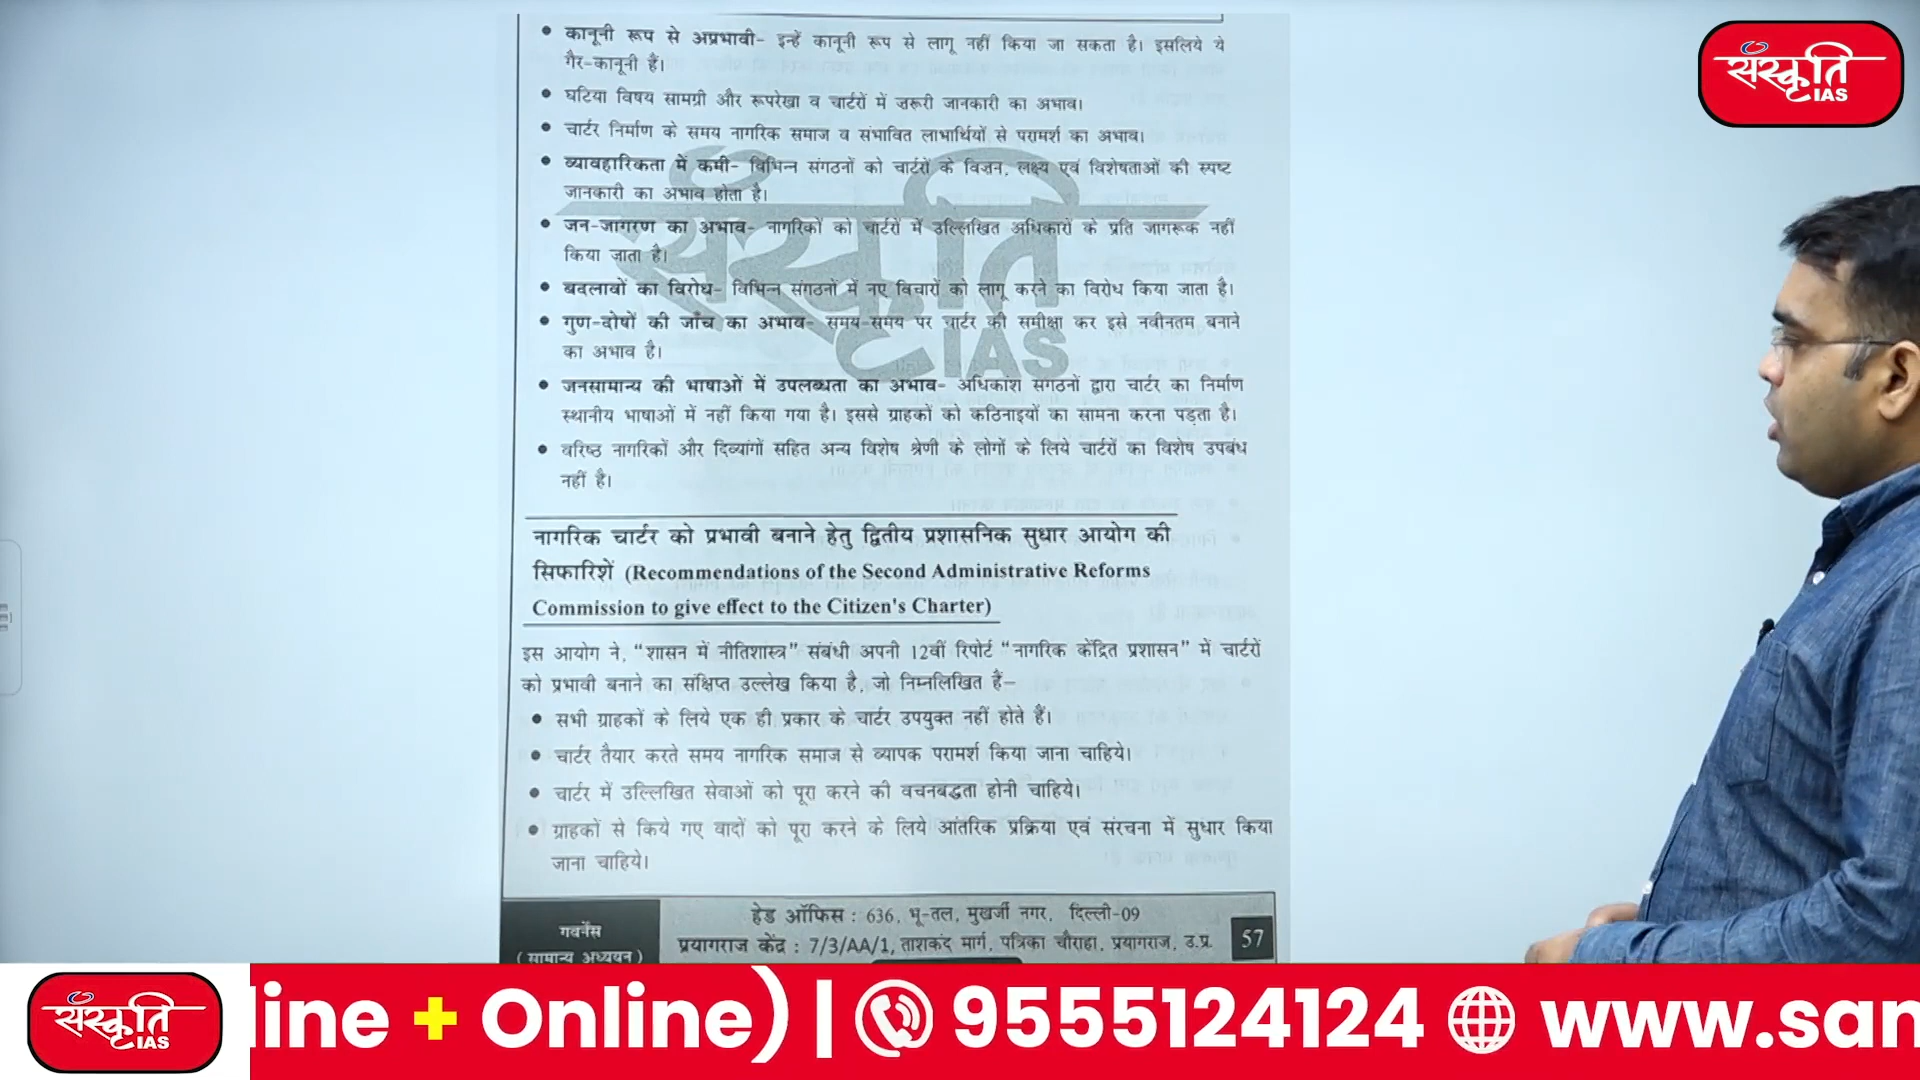 कानूनी रूप से अप्रभावी- इन्हें कानूनी रूप से लागू नहीं किया जा सकता है। इसलिये ये
गैर-कानूनी हैं।
घटिया विषय सामग्री और रूपरेखा व चार्टरों में जरूरी जानकारी का अभाव।
चार्टर निर्माण के समय नागरिक समाज व संभावित लाभार्थियों से परामर्श का अभाव।
व्यावहारिकता में कमी- विभिन्न संगठनों को चार्टरों के विज़न, लक्ष्य एवं विशेषताओं की स्पष्ट
जानकारी का अभाव होता है।
जन-जागरण का अभाव- नागरिकों को चार्टरों में उल्लिखित अधिकारों के प्रति जागरूक नहीं
किया जाता है।
बदलावों का विरोध- विभिन्न संगठनों में नए विचारों को लागू करने का विरोध किया जाता है।
गुण-दोषों की जाँच का अभाव- समय-समय पर चार्टर की समीक्षा कर इसे नवीनतम बनाने
का अभाव है।
जनसामान्य की भाषाओं में उपलब्धता का अभाव- अधिकांश संगठनों द्वारा चार्टर का निर्माण
स्थानीय भाषाओं में नहीं किया गया है। इससे ग्राहकों को कठिनाइयों का सामना करना पड़ता है।
वरिष्ठ नागरिकों और दिव्यांगों सहित अन्य विशेष श्रेणी के लोगों के लिये चार्टरों का विशेष उपबंध
नहीं है।
नागरिक चार्टर को प्रभावी बनाने हेतु द्वितीय प्रशासनिक सुधार आयोग की
सिफारिशें (Recommendations of the Second Administrative Reforms
Commission to give effect to the Citizen's Charter)
इस आयोग ने, “शासन में नीतिशास्त्र” संबंधी अपनी 12वीं रिपोर्ट “नागरिक केंद्रित प्रशासन” में चार्टरों
को प्रभावी बनाने का संक्षिप्त उल्लेख किया है, जो निम्नलिखित हैं–
सभी ग्राहकों के लिये एक ही प्रकार के चार्टर उपयुक्त नहीं होते हैं।
चार्टर तैयार करते समय नागरिक समाज से व्यापक परामर्श किया जाना चाहिये।
चार्टर में उल्लिखित सेवाओं को पूरा करने की वचनबद्धता होनी चाहिये।
ग्राहकों से किये गए वादों को पूरा करने के लिये आंतरिक प्रक्रिया एवं संरचना में सुधार किया
जाना चाहिये।
गवर्नेंस
(सामान्य अध्ययन)
हेड ऑफिस : 636, भू-तल, मुखर्जी नगर, दिल्ली-09
प्रयागराज केंद्र : 7/3/AA/1, ताशकंद मार्ग, पत्रिका चौराहा, प्रयागराज, उ.प्र.
57
संस्कृति IAS
संस्कृति IAS
संस्कृति IAS
line + Online) | 9555124124 www.san